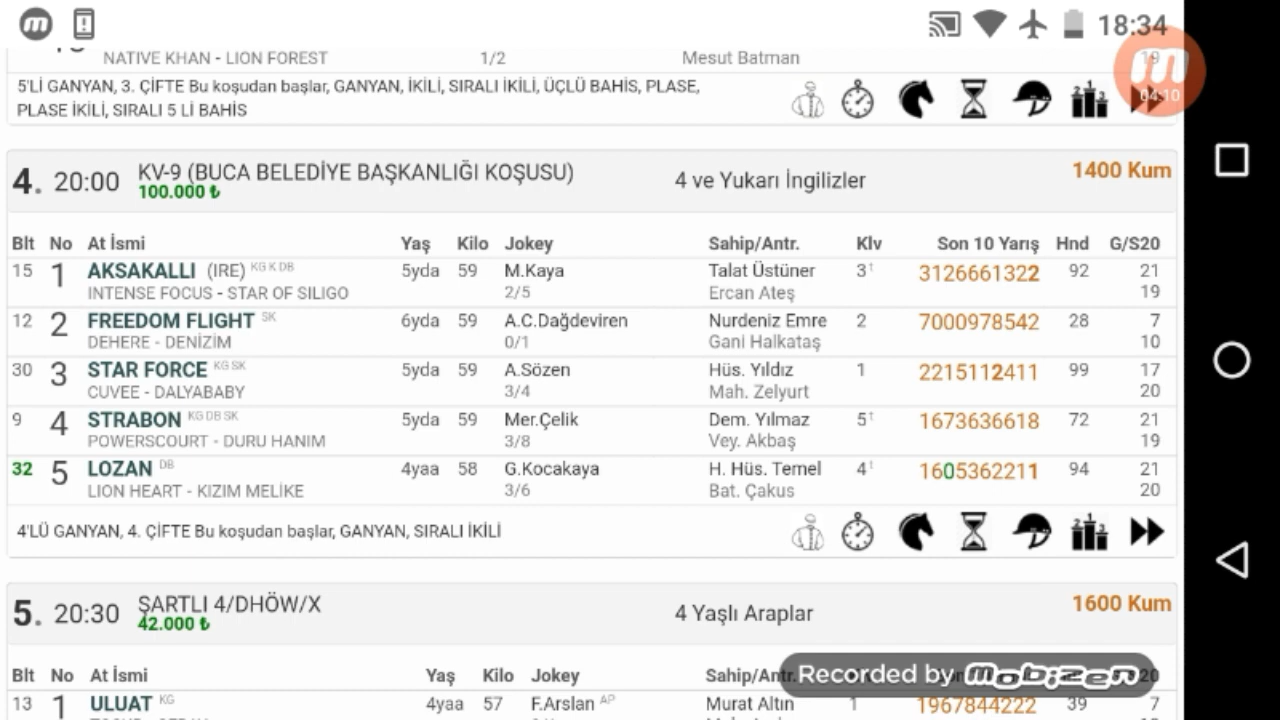 18:34
NATIVE KHAN - LION FOREST 1/2 Mesut Batman 19
04:10
5'Lİ GANYAN, 3. ÇİFTE Bu koşudan başlar, GANYAN, İKİLİ, SIRALI İKİLİ, ÜÇLÜ BAHİS, PLASE,
PLASE İKİLİ, SIRALI 5 Lİ BAHİS
4. 20:00 KV-9 (BUCA BELEDİYE BAŞKANLIĞI KOŞUSU) 4 ve Yukarı İngilizler 1400 Kum
100.000 ₺
Blt No At İsmi Yaş Kilo Jokey Sahip/Antr. Klv Son 10 Yarış Hnd G/S20
15 1 AKSAKALLI (IRE) KG K DB 5yda 59 M.Kaya Talat Üstüner 3↑ 3126661322 92 21
INTENSE FOCUS - STAR OF SILIGO 2/5 Ercan Ateş 19
12 2 FREEDOM FLIGHT SK 6yda 59 A.C.Dağdeviren Nurdeniz Emre 2 7000978542 28 7
DEHERE - DENİZİM 0/1 Gani Halkataş 10
30 3 STAR FORCE KG SK 5yda 59 A.Sözen Hüs. Yıldız 1 2215112411 99 17
CUVEE - DALYABABY 3/4 Mah. Zelyurt 20
9 4 STRABON KG DB SK 5yda 59 Mer.Çelik Dem. Yılmaz 5↑ 1673636618 72 21
POWERSCOURT - DURU HANIM 3/8 Vey. Akbaş 19
32 5 LOZAN DB 4yaa 58 G.Kocakaya H. Hüs. Temel 4↑ 1605362211 94 21
LION HEART - KIZIM MELİKE 3/6 Bat. Çakus 20
4'LÜ GANYAN, 4. ÇİFTE Bu koşudan başlar, GANYAN, SIRALI İKİLİ
5. 20:30 ŞARTLI 4/DHÖW/X 4 Yaşlı Araplar 1600 Kum
42.000 ₺
Blt No At İsmi Yaş Kilo Jokey Sahip/Antr.
Recorded by mobizen
13 1 ULUAT KG 4yaa 57 F.Arslan AP Murat Altın 1 1967844222 39 7